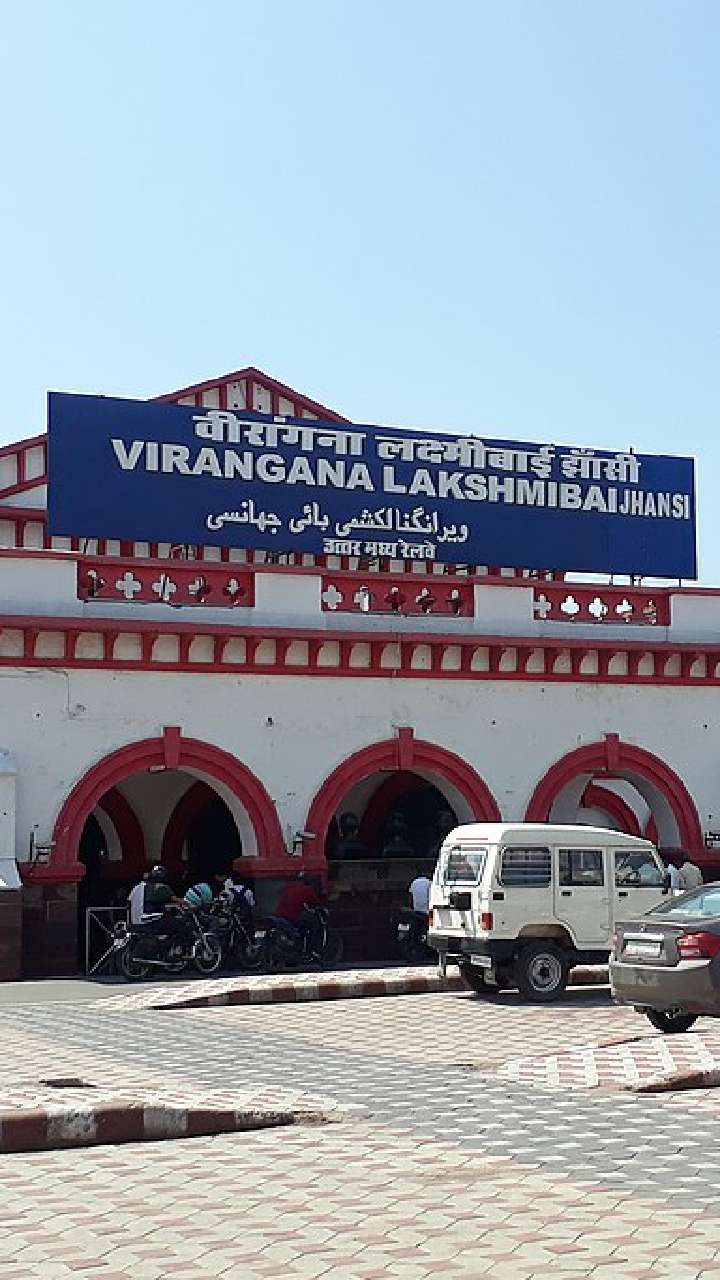 वीरांगना लक्ष्मीबाई झाँसी
VIRANGANA LAKSHMIBAI JHANSI
ویرانگنا لکشمی بائی جھانسی
उत्तर मध्य रेलवे